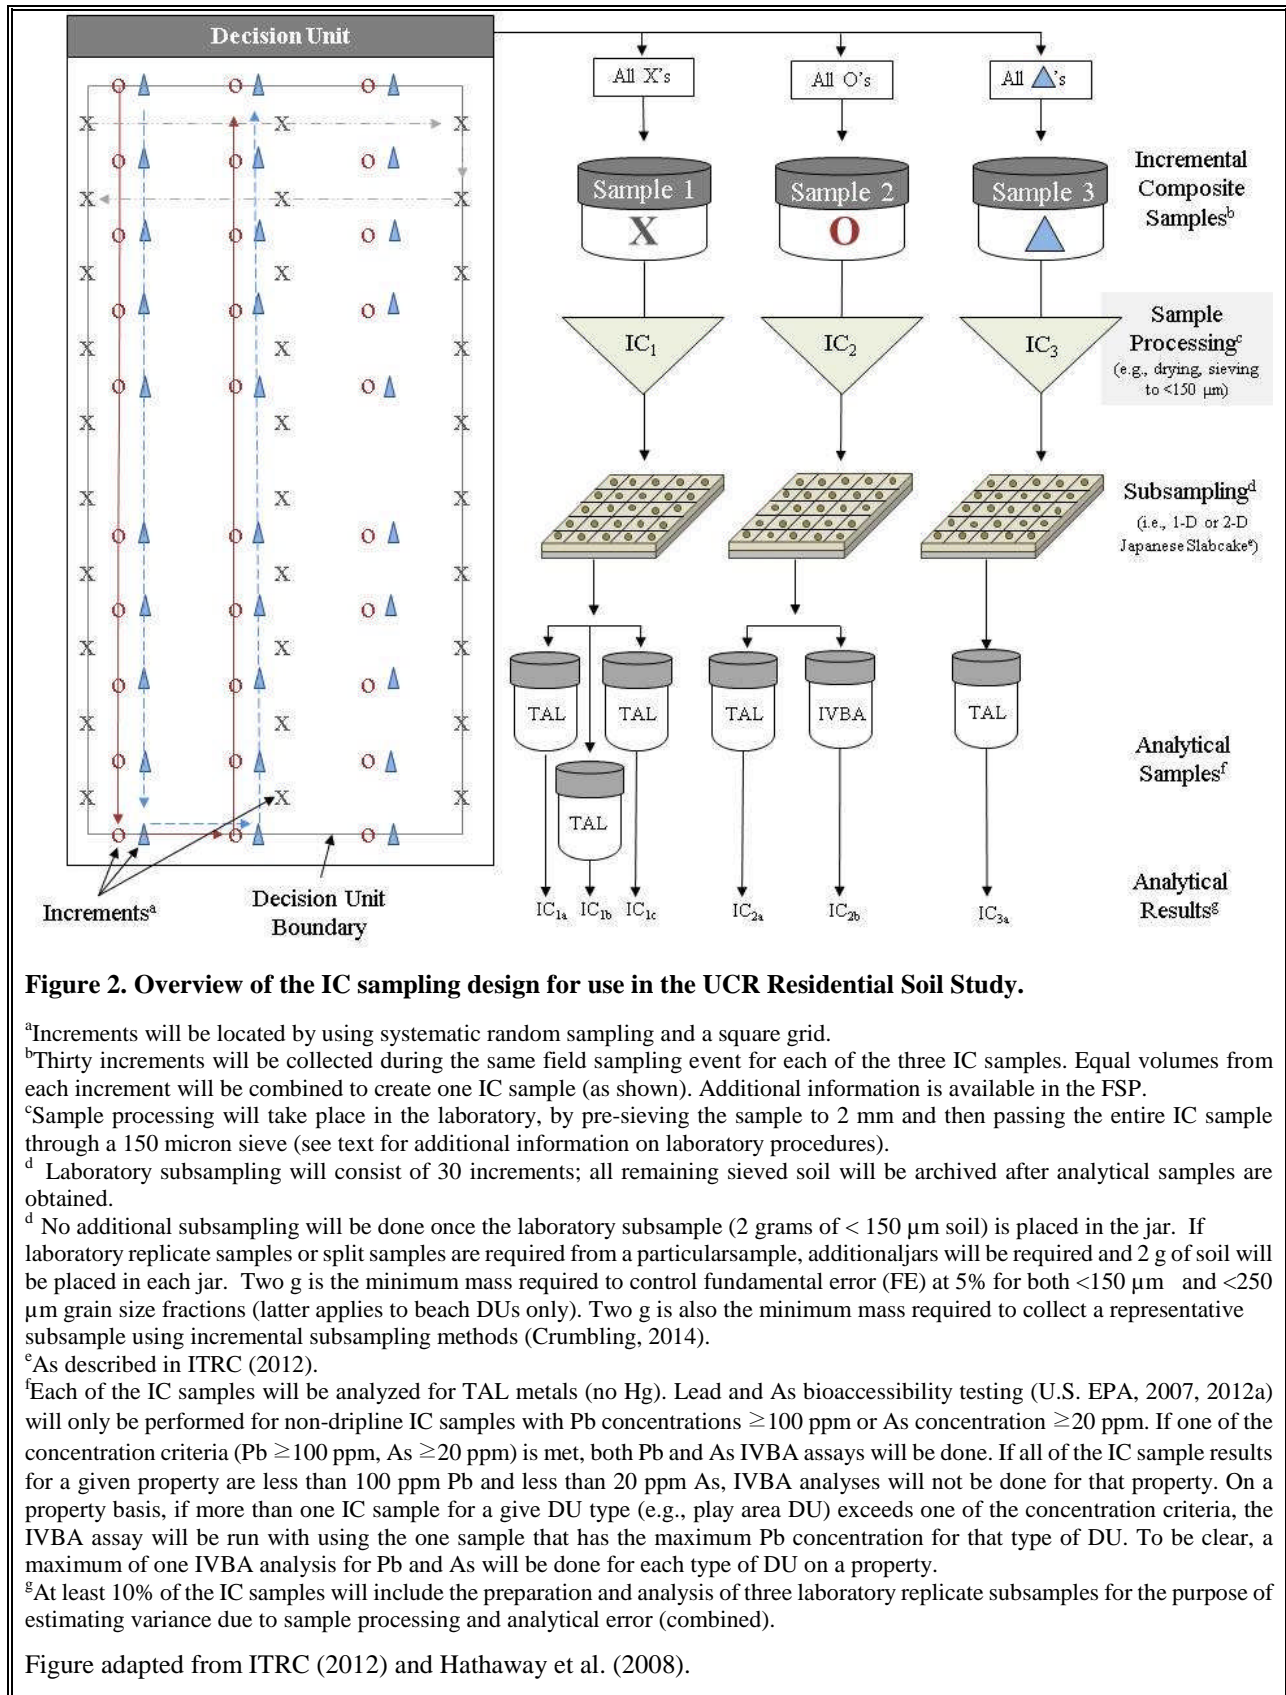 Decision Unit
All X's
All O's
All 's
Sample 1
Sample 2
Sample 3
X
O
Incremental
Composite
Samplesᵇ
IC₁
IC₂
IC₃
Sample
Processingᶜ
(e.g., drying, sieving
to <150 µm)
Subsamplingᵈ
(i.e., 1-D or 2-D
Japanese Slabcakeᵉ)
TAL
TAL
TAL
IVBA
TAL
TAL
Analytical
Samplesᶠ
Analytical
Resultsᵍ
IC1a
IC1b
IC1c
IC2a
IC2b
IC3a
Incrementsᵃ
Decision Unit
Boundary
Figure 2. Overview of the IC sampling design for use in the UCR Residential Soil Study.
ᵃIncrements will be located by using systematic random sampling and a square grid.
ᵇThirty increments will be collected during the same field sampling event for each of the three IC samples. Equal volumes from
each increment will be combined to create one IC sample (as shown). Additional information is available in the FSP.
ᶜSample processing will take place in the laboratory, by pre-sieving the sample to 2 mm and then passing the entire IC sample
through a 150 micron sieve (see text for additional information on laboratory procedures).
ᵈ Laboratory subsampling will consist of 30 increments; all remaining sieved soil will be archived after analytical samples are
obtained.
ᵈ No additional subsampling will be done once the laboratory subsample (2 grams of < 150 µm soil) is placed in the jar. If
laboratory replicate samples or split samples are required from a particularsample, additionaljars will be required and 2 g of soil will
be placed in each jar. Two g is the minimum mass required to control fundamental error (FE) at 5% for both <150 µm and <250
µm grain size fractions (latter applies to beach DUs only). Two g is also the minimum mass required to collect a representative
subsample using incremental subsampling methods (Crumbling, 2014).
ᵉAs described in ITRC (2012).
ᶠEach of the IC samples will be analyzed for TAL metals (no Hg). Lead and As bioaccessibility testing (U.S. EPA, 2007, 2012a)
will only be performed for non-dripline IC samples with Pb concentrations ≥100 ppm or As concentration ≥20 ppm. If one of the
concentration criteria (Pb ≥100 ppm, As ≥20 ppm) is met, both Pb and As IVBA assays will be done. If all of the IC sample results
for a given property are less than 100 ppm Pb and less than 20 ppm As, IVBA analyses will not be done for that property. On a
property basis, if more than one IC sample for a give DU type (e.g., play area DU) exceeds one of the concentration criteria, the
IVBA assay will be run with using the one sample that has the maximum Pb concentration for that type of DU. To be clear, a
maximum of one IVBA analysis for Pb and As will be done for each type of DU on a property.
ᵍAt least 10% of the IC samples will include the preparation and analysis of three laboratory replicate subsamples for the purpose of
estimating variance due to sample processing and analytical error (combined).
Figure adapted from ITRC (2012) and Hathaway et al. (2008).